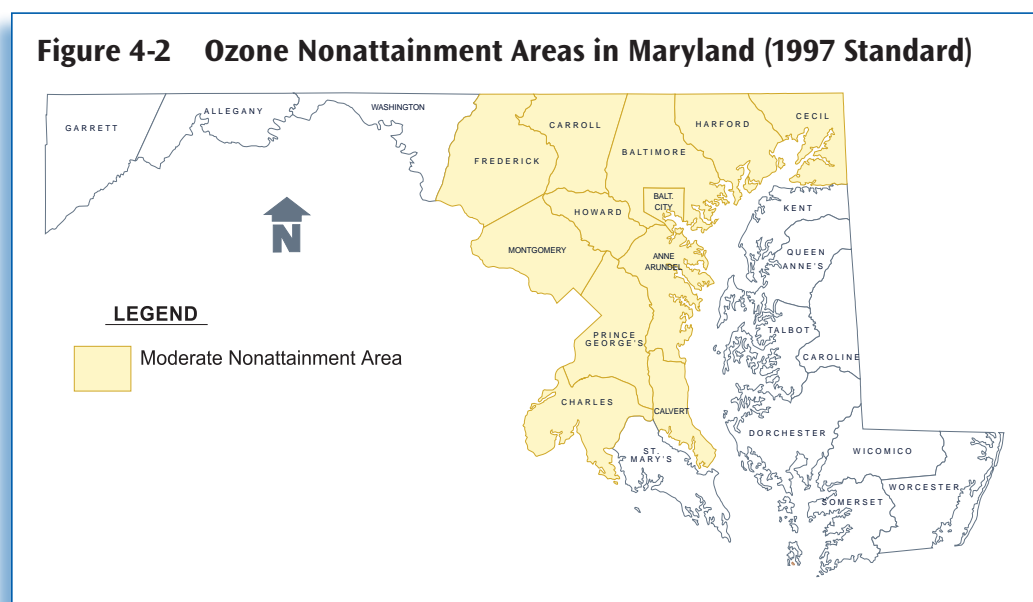 Figure 4-2 Ozone Nonattainment Areas in Maryland (1997 Standard)
GARRETT
ALLEGANY
WASHINGTON
FREDERICK
CARROLL
BALTIMORE
HARFORD
CECIL
BALT.
CITY
HOWARD
MONTGOMERY
ANNE
ARUNDEL
KENT
QUEEN
ANNE'S
N
LEGEND
Moderate Nonattainment Area
PRINCE
GEORGE'S
TALBOT
CAROLINE
CHARLES
CALVERT
ST.
MARY'S
DORCHESTER
WICOMICO
SOMERSET
WORCESTER